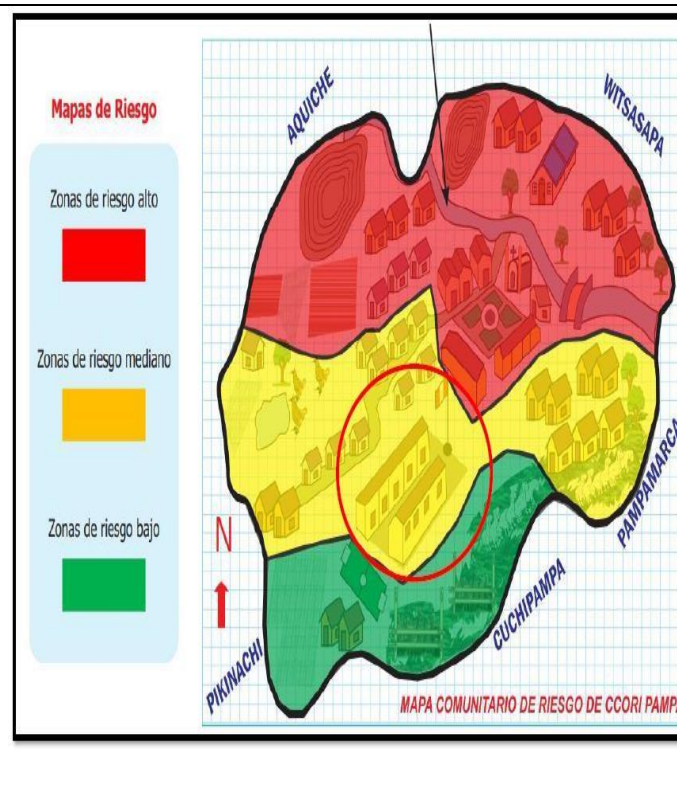 Mapas de Riesgo
Zonas de riesgo alto
Zonas de riesgo mediano
Zonas de riesgo bajo
AQUICHE
WITSASAPA
PAMPAMARCA
CUCHIPAMPA
PIKINACHI
N
MAPA COMUNITARIO DE RIESGO DE CCORI PAMP